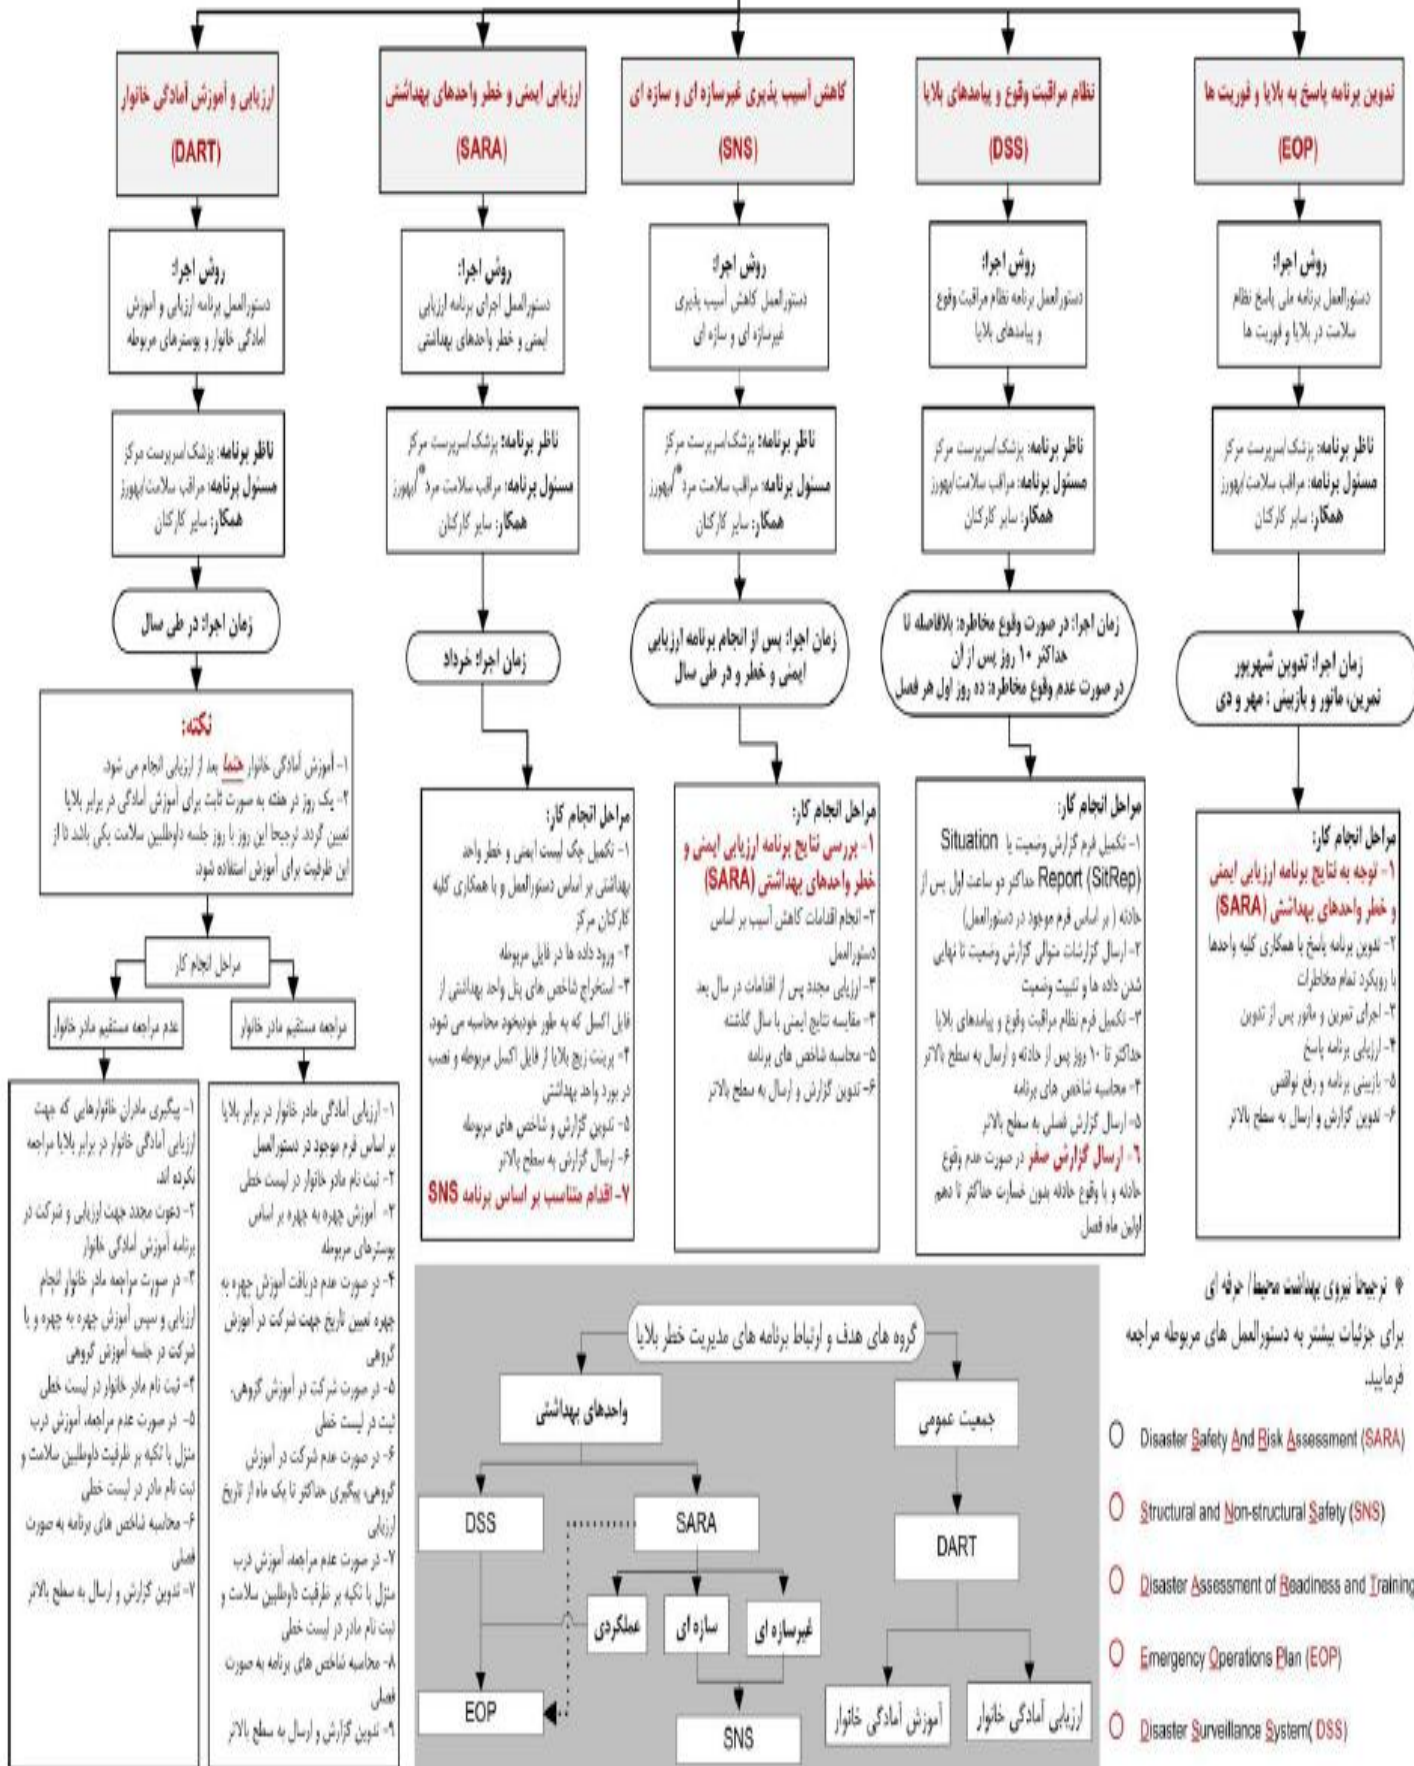 تدوین برنامه پاسخ به بلایا و فوریت ها
(EOP)
روش اجرا:
دستورالعمل برنامه ملی پاسخ نظام
سلامت در بلایا و فوریت ها
ناظر برنامه: پزشک/سرپرست مرکز
مسئول برنامه: مراقب سلامت/بهورز
همکار: سایر کارکنان
زمان اجرا: تدوین شهریور
تمرین، مانور و بازبینی : مهر و دی
مراحل انجام کار:
۱- توجه به نتایج برنامه ارزیابی ایمنی
و خطر واحدهای بهداشتی (SARA)
۲- تدوین برنامه پاسخ با همکاری کلیه واحدها
با رویکرد تمام مخاطرات
۳- اجرای تمرین و مانور پس از تدوین
۴- ارزیابی برنامه پاسخ
۵- بازبینی برنامه و رفع نواقص
۶- تدوین گزارش و ارسال به سطح بالاتر
نظام مراقبت وقوع و پیامدهای بلایا
(DSS)
روش اجرا:
دستورالعمل برنامه نظام مراقبت وقوع
و پیامدهای بلایا
ناظر برنامه: پزشک/سرپرست مرکز
مسئول برنامه: مراقب سلامت/بهورز
همکار: سایر کارکنان
زمان اجرا: در صورت وقوع مخاطره: بلافاصله تا
حداکثر ۱۰ روز پس از آن
در صورت عدم وقوع مخاطره: ده روز اول هر فصل
مراحل انجام کار:
۱- تکمیل فرم گزارش وضعیت یا Situation
Report (SitRep) حداکثر دو ساعت اول پس از
حادثه ( بر اساس فرم موجود در دستورالعمل)
۲- ارسال گزارشات متوالی گزارش وضعیت تا نهایی
شدن داده ها و تثبیت وضعیت
۳- تکمیل فرم نظام مراقبت وقوع و پیامدهای بلایا
حداکثر تا ۱۰ روز پس از حادثه و ارسال به سطح بالاتر
۴- محاسبه شاخص های برنامه
۵- ارسال گزارش فصلی به سطح بالاتر
۶- ارسال گزارش صفر در صورت عدم وقوع
حادثه و یا وقوع حادثه بدون خسارت حداکثر تا دهم
اولین ماه فصل
کاهش آسیب پذیری غیرسازه ای و سازه ای
(SNS)
روش اجرا:
دستورالعمل کاهش آسیب پذیری
غیرسازه ای و سازه ای
ناظر برنامه: پزشک/سرپرست مرکز
مسئول برنامه: مراقب سلامت مرد*/بهورز
همکار: سایر کارکنان
زمان اجرا: پس از انجام برنامه ارزیابی
ایمنی و خطر و در طی سال
مراحل انجام کار:
۱- بررسی نتایج برنامه ارزیابی ایمنی و
خطر واحدهای بهداشتی (SARA)
۲- انجام اقدامات کاهش آسیب بر اساس
دستورالعمل
۳- ارزیابی مجدد پس از اقدامات در سال بعد
۴- مقایسه نتایج ایمنی با سال گذشته
۵- محاسبه شاخص های برنامه
۶- تدوین گزارش و ارسال به سطح بالاتر
ارزیابی ایمنی و خطر واحدهای بهداشتی
(SARA)
روش اجرا:
دستورالعمل اجرای برنامه ارزیابی
ایمنی و خطر واحدهای بهداشتی
ناظر برنامه: پزشک/سرپرست مرکز
مسئول برنامه: مراقب سلامت مرد*/بهورز
همکار: سایر کارکنان
زمان اجرا: خرداد
مراحل انجام کار:
۱- تکمیل چک لیست ایمنی و خطر واحد
بهداشتی بر اساس دستورالعمل و با همکاری کلیه
کارکنان مرکز
۲- ورود داده ها در فایل مربوطه
۳- استخراج شاخص های پنل واحد بهداشتی از
فایل اکسل که به طور خودبخود محاسبه می شود.
۴- پرینت زیج بلایا از فایل اکسل مربوطه و نصب
در بورد واحد بهداشتی
۵- تدوین گزارش و شاخص های مربوطه
۶- ارسال گزارش به سطح بالاتر
۷- اقدام متناسب بر اساس برنامه SNS
ارزیابی و آموزش آمادگی خانوار
(DART)
روش اجرا:
دستورالعمل برنامه ارزیابی و آموزش
آمادگی خانوار و پوسترهای مربوطه
ناظر برنامه: پزشک/سرپرست مرکز
مسئول برنامه: مراقب سلامت/بهورز
همکار: سایر کارکنان
زمان اجرا: در طی سال
نکته:
۱- آموزش آمادگی خانوار حتما بعد از ارزیابی انجام می شود.
۲- یک روز در هفته به صورت ثابت برای آموزش آمادگی در برابر بلایا
تعیین گردد. ترجیحا این روز با روز جلسه داوطلبین سلامت یکی باشد تا از
این ظرفیت برای آموزش استفاده شود.
مراحل انجام کار
مراجعه مستقیم مادر خانوار
۱- ارزیابی آمادگی مادر خانوار در برابر بلایا
بر اساس فرم موجود در دستورالعمل
۲- ثبت نام مادر خانوار در لیست خطی
۳- آموزش چهره به چهره بر اساس
پوسترهای مربوطه
۴- در صورت عدم دریافت آموزش چهره به
چهره تعیین تاریخ جهت شرکت در آموزش
گروهی
۵- در صورت شرکت در آموزش گروهی،
ثبت در لیست خطی
۶- در صورت عدم شرکت در آموزش
گروهی، پیگیری حداکثر تا یک ماه از تاریخ
ارزیابی
۷- در صورت عدم مراجعه، آموزش درب
منزل با تکیه بر ظرفیت داوطلبین سلامت و
ثبت نام مادر در لیست خطی
۸- محاسبه شاخص های برنامه به صورت
فصلی
۹- تدوین گزارش و ارسال به سطح بالاتر
عدم مراجعه مستقیم مادر خانوار
۱- پیگیری مادران خانوارهایی که جهت
ارزیابی آمادگی خانوار در برابر بلایا مراجعه
نکرده اند.
۲- دعوت مجدد جهت ارزیابی و شرکت در
برنامه آموزش آمادگی خانوار
۳- در صورت مراجعه مادر خانوار انجام
ارزیابی و سپس آموزش چهره به چهره و یا
شرکت در جلسه آموزش گروهی
۴- ثبت نام مادر خانوار در لیست خطی
۵- در صورت عدم مراجعه، آموزش درب
منزل با تکیه بر ظرفیت داوطلبین سلامت و
ثبت نام مادر در لیست خطی
۶- محاسبه شاخص های برنامه به صورت
فصلی
۷- تدوین گزارش و ارسال به سطح بالاتر
* ترجیحا نیروی بهداشت محیط/ حرفه ای
برای جزئیات بیشتر به دستورالعمل های مربوطه مراجعه
فرمایید.
Disaster Safety And Risk Assessment (SARA)
Structural and Non-structural Safety (SNS)
Disaster Assessment of Readiness and Training
Emergency Operations Plan (EOP)
Disaster Surveillance System( DSS)
گروه های هدف و ارتباط برنامه های مدیریت خطر بلایا
جمعیت عمومی
واحدهای بهداشتی
DART
SARA
DSS
غیرسازه ای
سازه ای
عملکردی
ارزیابی آمادگی خانوار
آموزش آمادگی خانوار
SNS
EOP